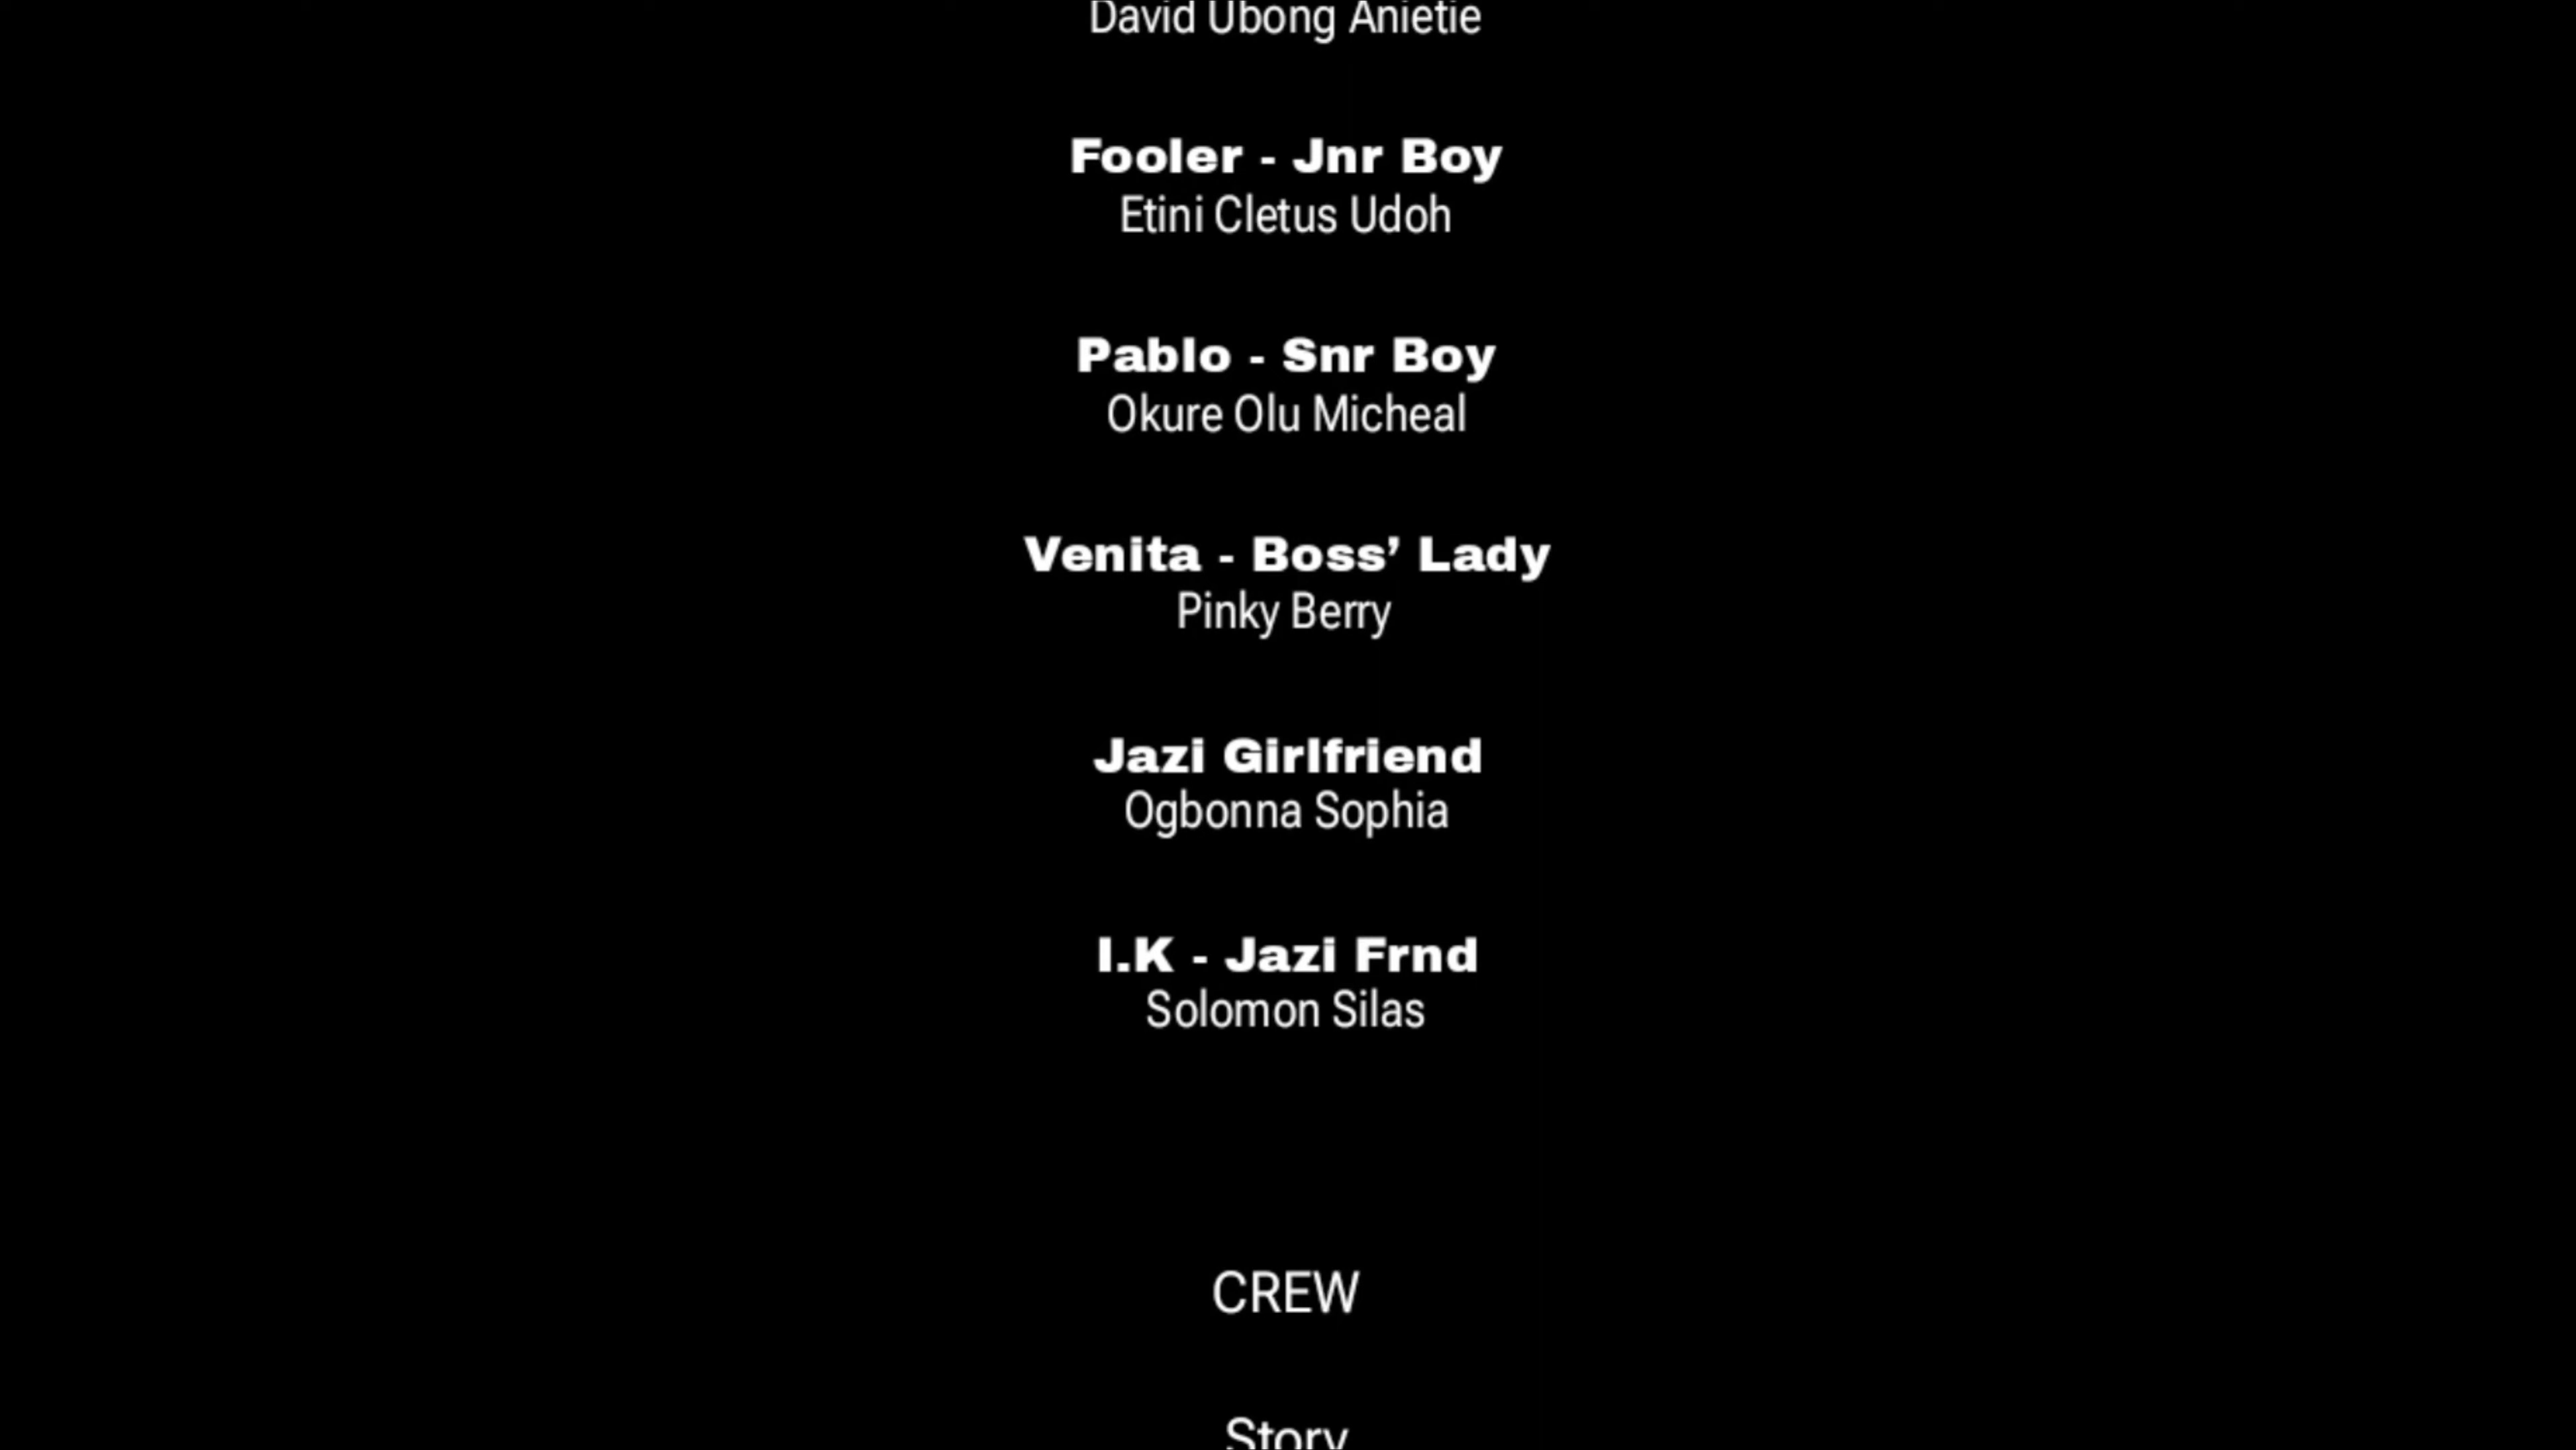 David Ubong Anietie
Fooler - Jnr Boy
Etini Cletus Udoh
Pablo - Snr Boy
Okure Olu Micheal
Venita - Boss’ Lady
Pinky Berry
Jazi Girlfriend
Ogbonna Sophia
I.K - Jazi Frnd
Solomon Silas
CREW
Story